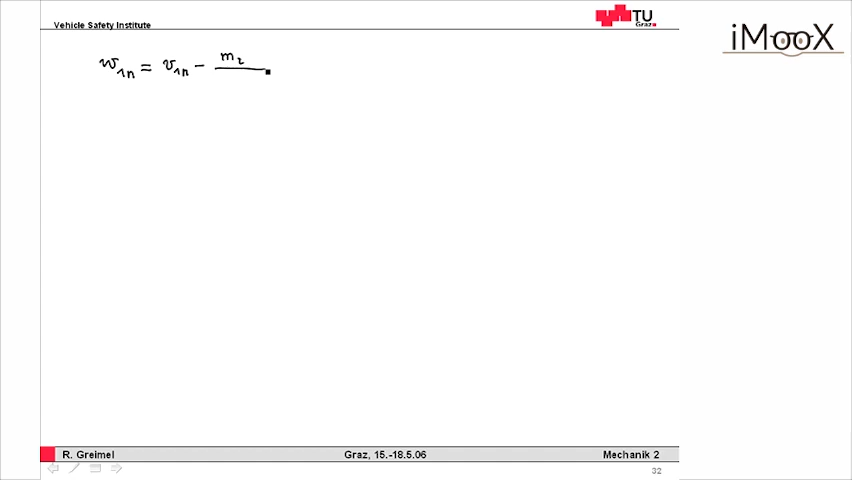 Vehicle Safety Institute
TU
Graz
iMooX
w₁ₙ = v₁ₙ − m₂
R. Greimel Graz, 15.-18.5.06 Mechanik 2
32